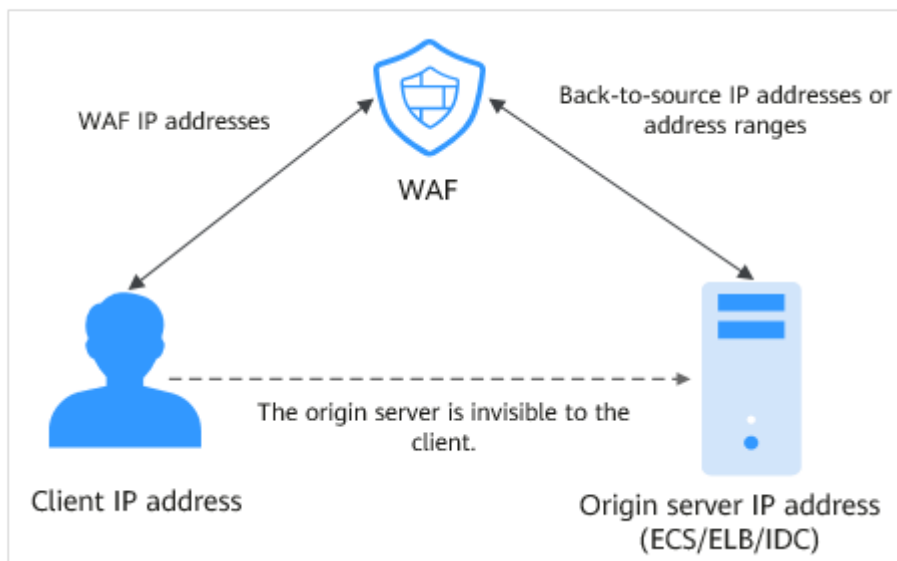 WAF IP addresses
Back-to-source IP addresses or
address ranges
WAF
The origin server is invisible to the
client.
Client IP address
Origin server IP address
(ECS/ELB/IDC)